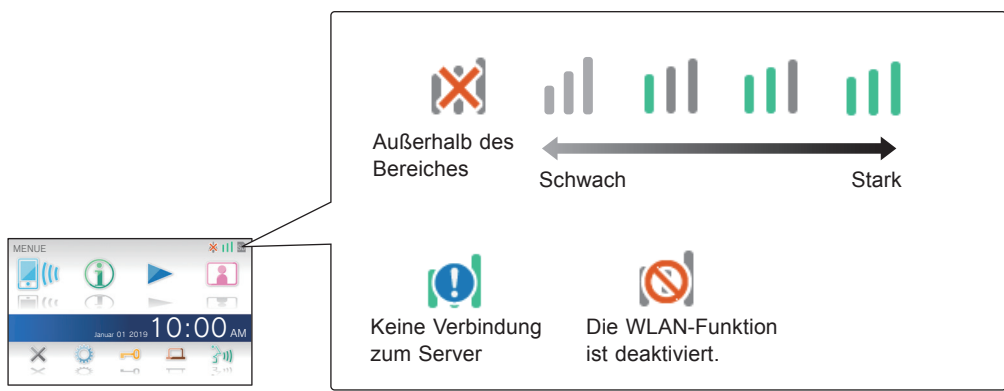 Außerhalb des
Bereiches
Schwach
Stark
MENUE
Januar 01 2019 10:00 AM
Keine Verbindung
zum Server
Die WLAN-Funktion
ist deaktiviert.